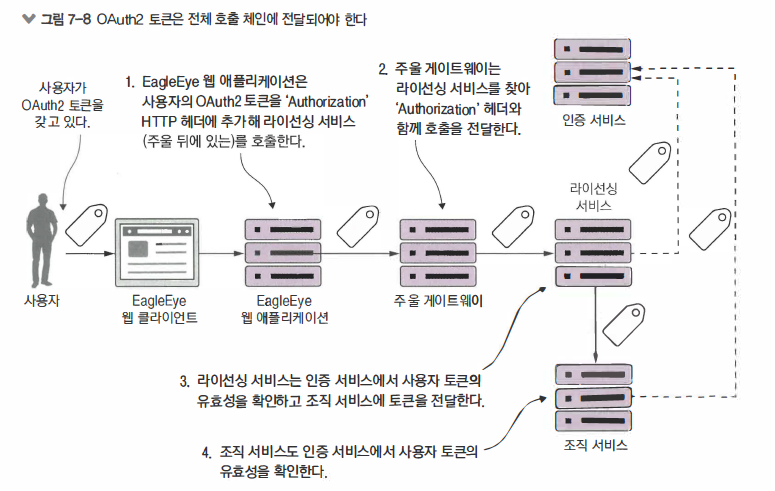 그림 7-8 OAuth2 토큰은 전체 호출 체인에 전달되어야 한다
사용자가
OAuth2 토큰을
갖고 있다.
1. EagleEye 웹 애플리케이션은
사용자의 OAuth2 토큰을 ‘Authorization’
HTTP 헤더에 추가해 라이선싱 서비스
(주울 뒤에 있는)를 호출한다.
2. 주울 게이트웨이는
라이선싱 서비스를 찾아
‘Authorization’ 헤더와
함께 호출을 전달한다.
인증 서비스
라이선싱
서비스
사용자
EagleEye
웹 클라이언트
EagleEye
웹 애플리케이션
주울 게이트웨이
3. 라이선싱 서비스는 인증 서비스에서 사용자 토큰의
유효성을 확인하고 조직 서비스에 토큰을 전달한다.
4. 조직 서비스도 인증 서비스에서 사용자 토큰의
유효성을 확인한다.
조직 서비스